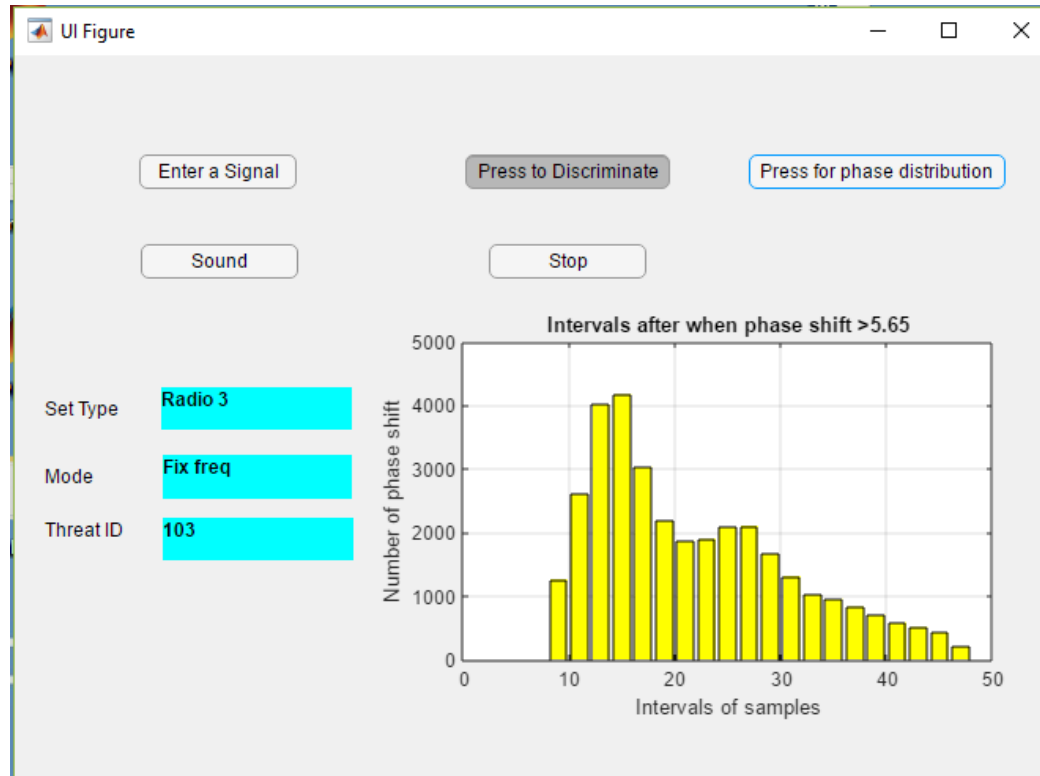 UI Figure
Enter a Signal
Press to Discriminate
Press for phase distribution
Sound
Stop
Set Type
Radio 3
Mode
Fix freq
Threat ID
103
Intervals after when phase shift >5.65
Number of phase shift
5000
4000
3000
2000
1000
0
0 10 20 30 40 50
Intervals of samples